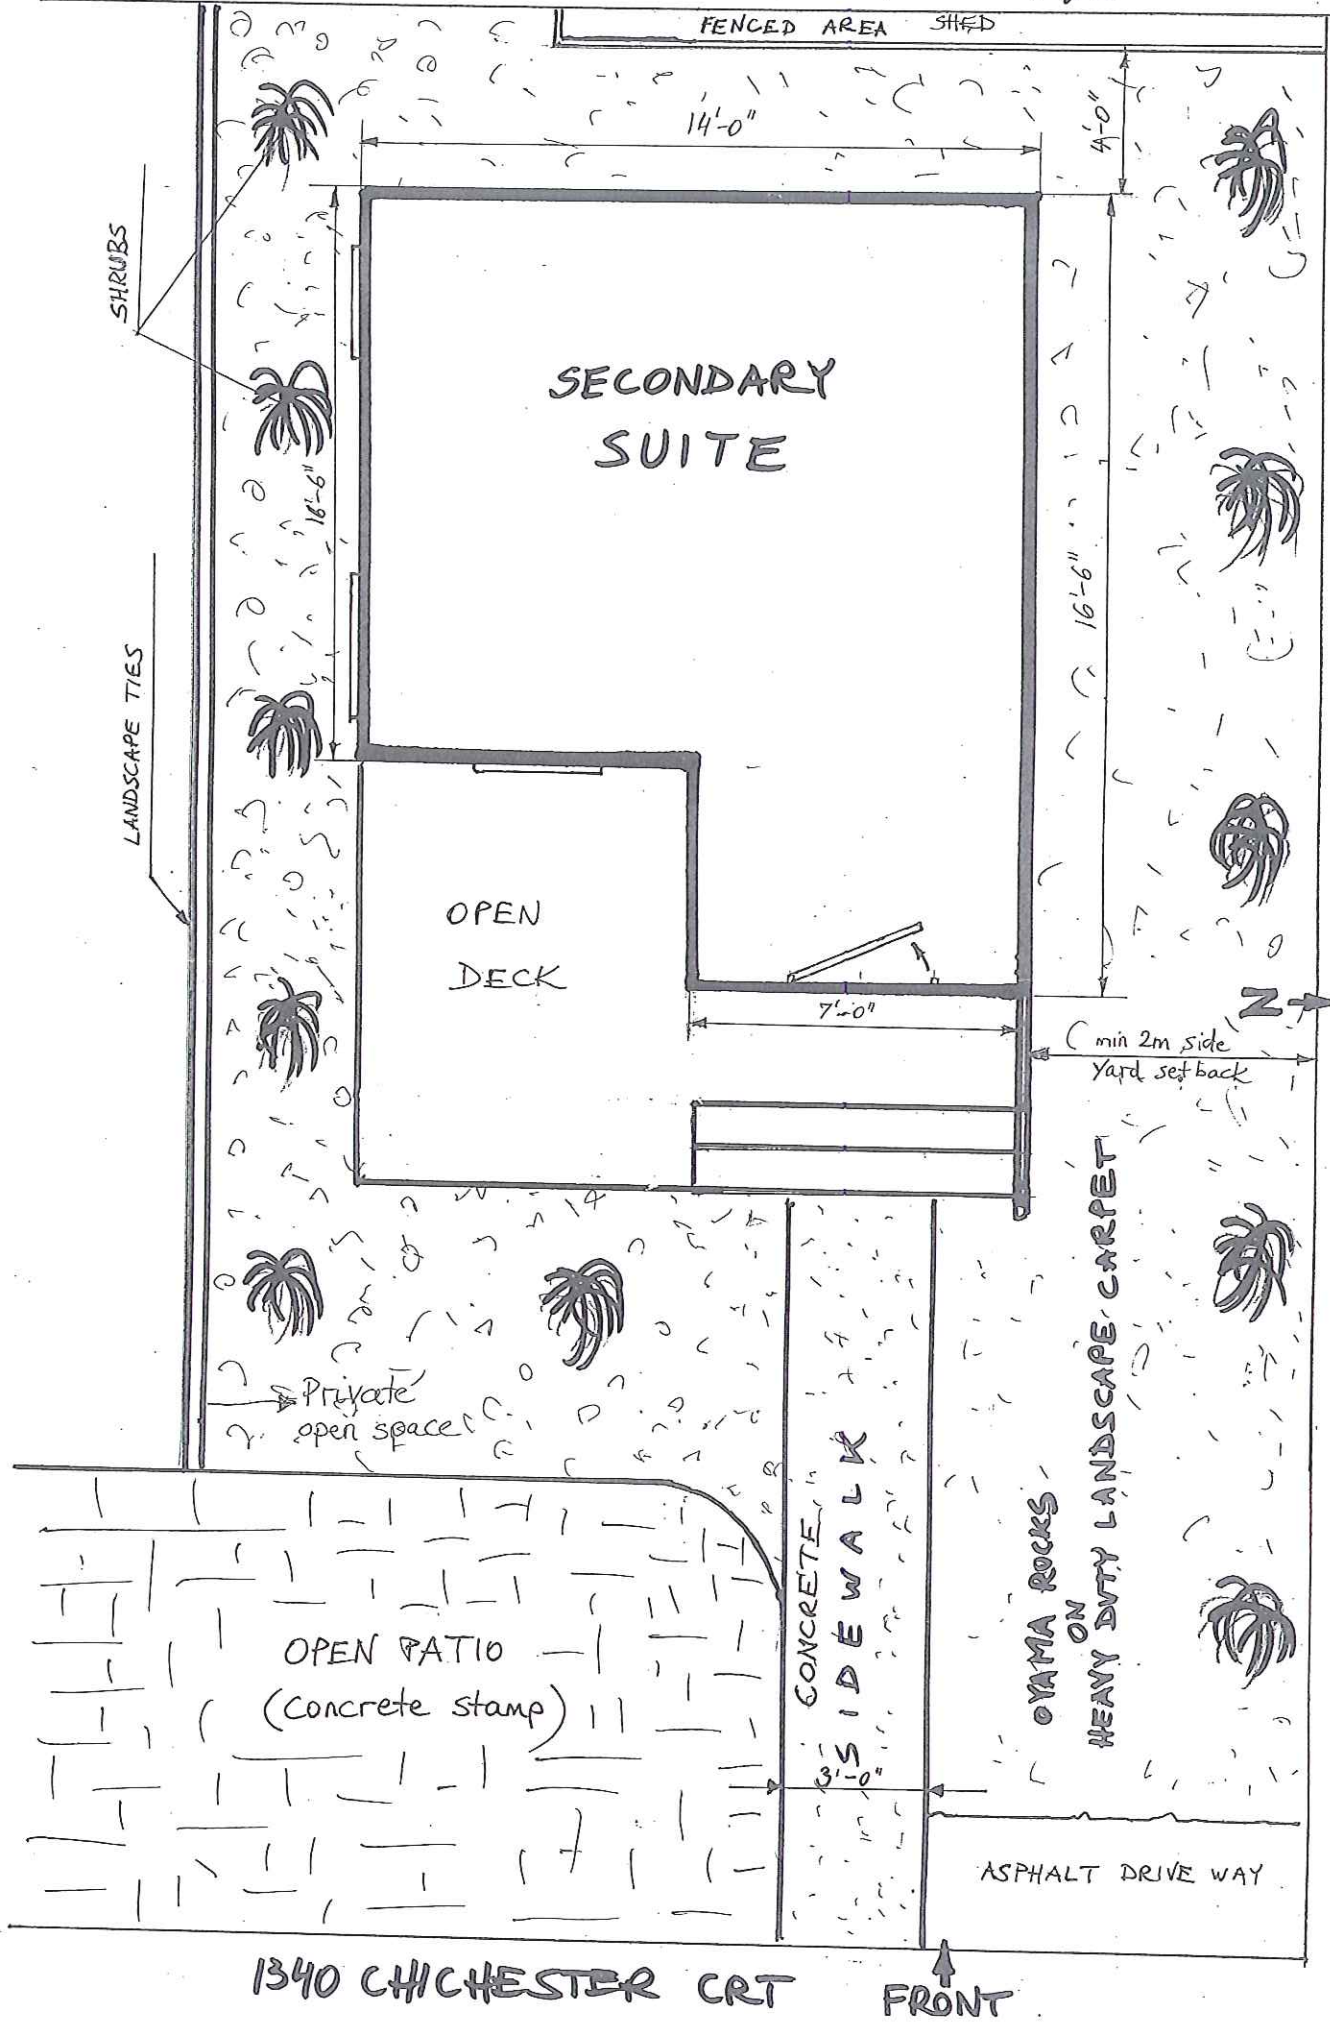 FENCED AREA SHED
14'-0"
4'-0"
SHRUBS
SECONDARY
SUITE
16'-6"
16'-6"
LANDSCAPE TIES
OPEN
DECK
7'-0"
N
min 2m side
Yard setback
Private
open space
OPEN PATIO
(Concrete stamp)
CONCRETE
SIDEWALK
3'-0"
OYAMA ROCKS
ON
HEAVY DUTY LANDSCAPE CARPET
ASPHALT DRIVE WAY
1340 CHICHESTER CRT
FRONT